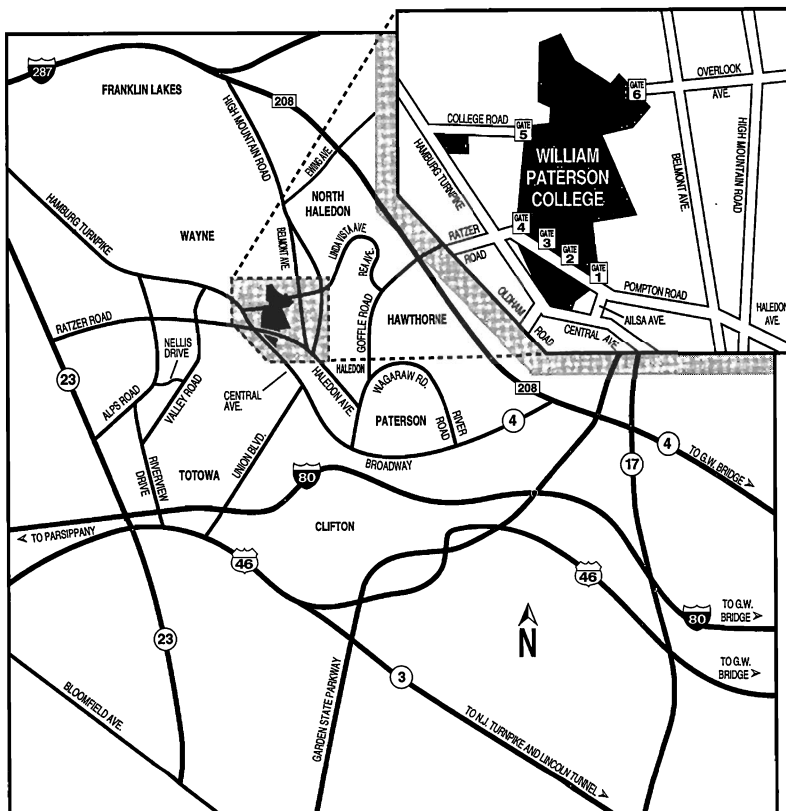 287
FRANKLIN LAKES
208
HIGH MOUNTAIN ROAD
EWING AVE.
NORTH
HALEDON
HAMBURG TURNPIKE
WAYNE
BELMONT AVE.
LINDA VISTA AVE.
REA AVE.
GOFFLE ROAD
HAWTHORNE
RATZER ROAD
NELLIS
DRIVE
23
ALPS ROAD
VALLEY ROAD
CENTRAL
AVE.
HALEDON AVE.
HALEDON
WAGARAW RD.
PATERSON
RIVER
ROAD
208
4
4
TO G.W. BRIDGE
17
BROADWAY
RIVERVIEW
DRIVE
TOTOWA
UNION BLVD.
80
CLIFTON
TO PARSIPPANY
46
46
N
80
TO G.W.
BRIDGE
TO G.W.
BRIDGE
23
3
BLOOMFIELD AVE.
GARDEN STATE PARKWAY
TO N.J. TURNPIKE AND LINCOLN TUNNEL
OVERLOOK
AVE.
GATE
6
COLLEGE ROAD
GATE
5
WILLIAM
PATERSON
COLLEGE
HAMBURG TURNPIKE
BELMONT AVE.
HIGH MOUNTAIN ROAD
RATZER
ROAD
GATE
4
GATE
3
GATE
2
GATE
1
POMPTON ROAD
OLDHAM
ROAD
AILSA AVE.
HALEDON
AVE.
CENTRAL AVE.